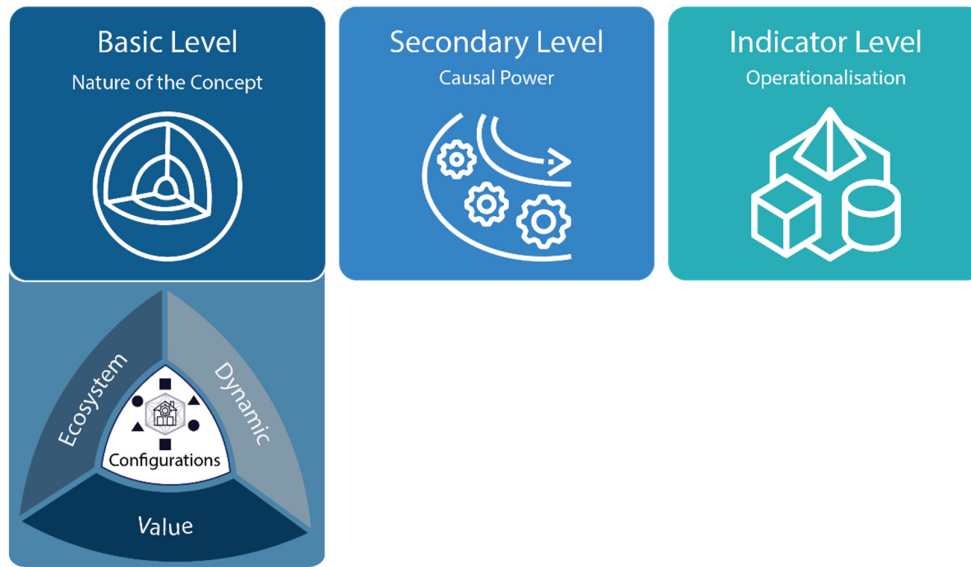 Basic Level
Nature of the Concept
Secondary Level
Causal Power
Indicator Level
Operationalisation
Ecosystem
Dynamic
Configurations
Value